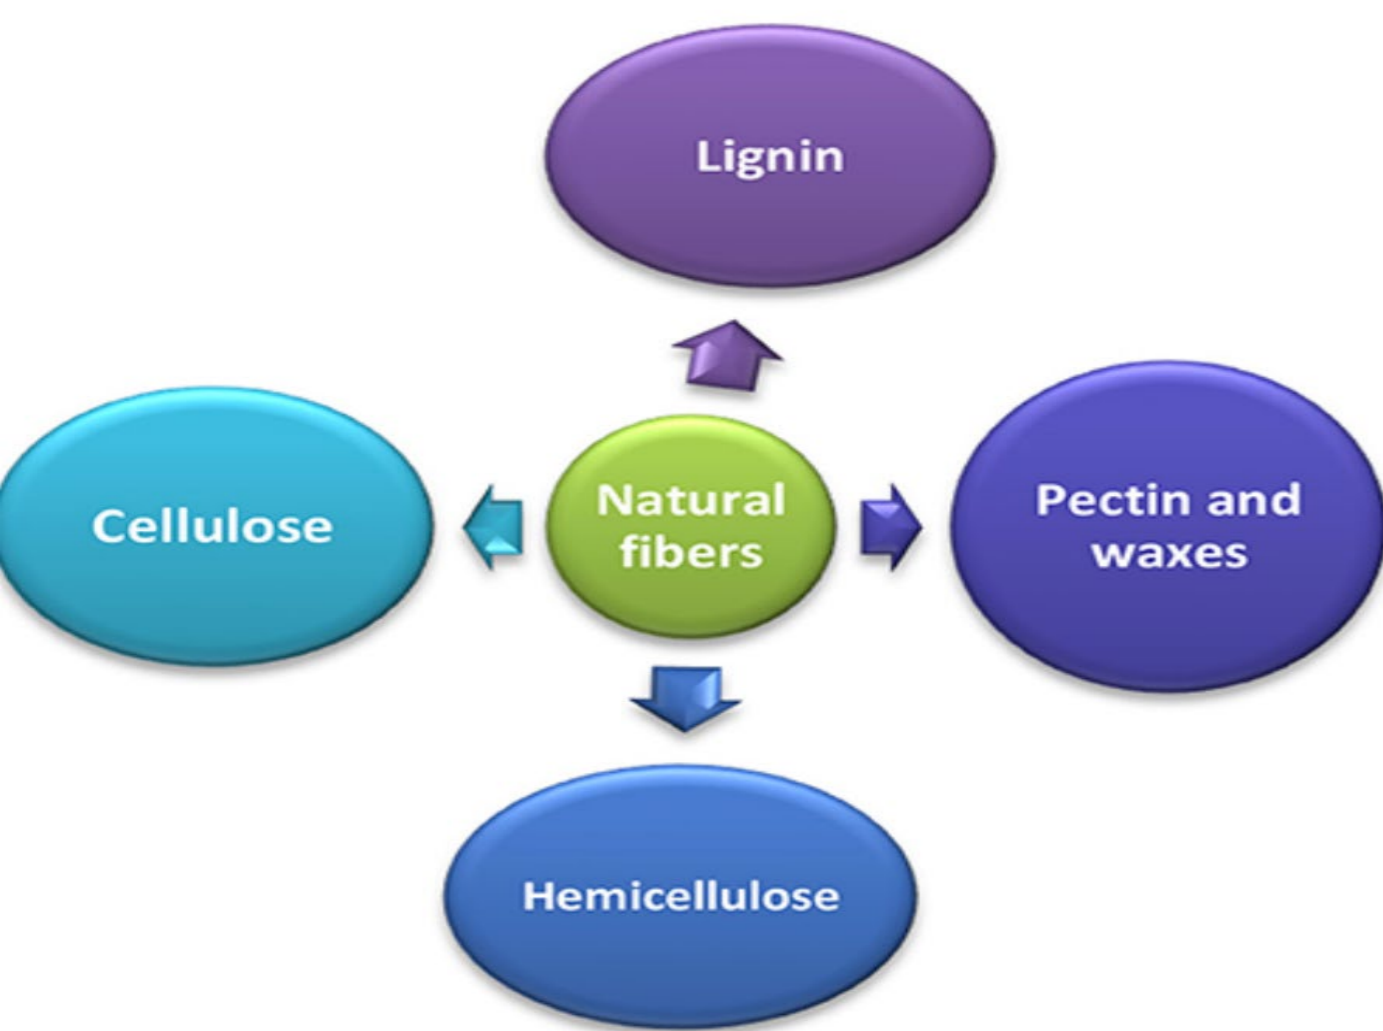 Lignin
Cellulose
Natural
fibers
Pectin and
waxes
Hemicellulose